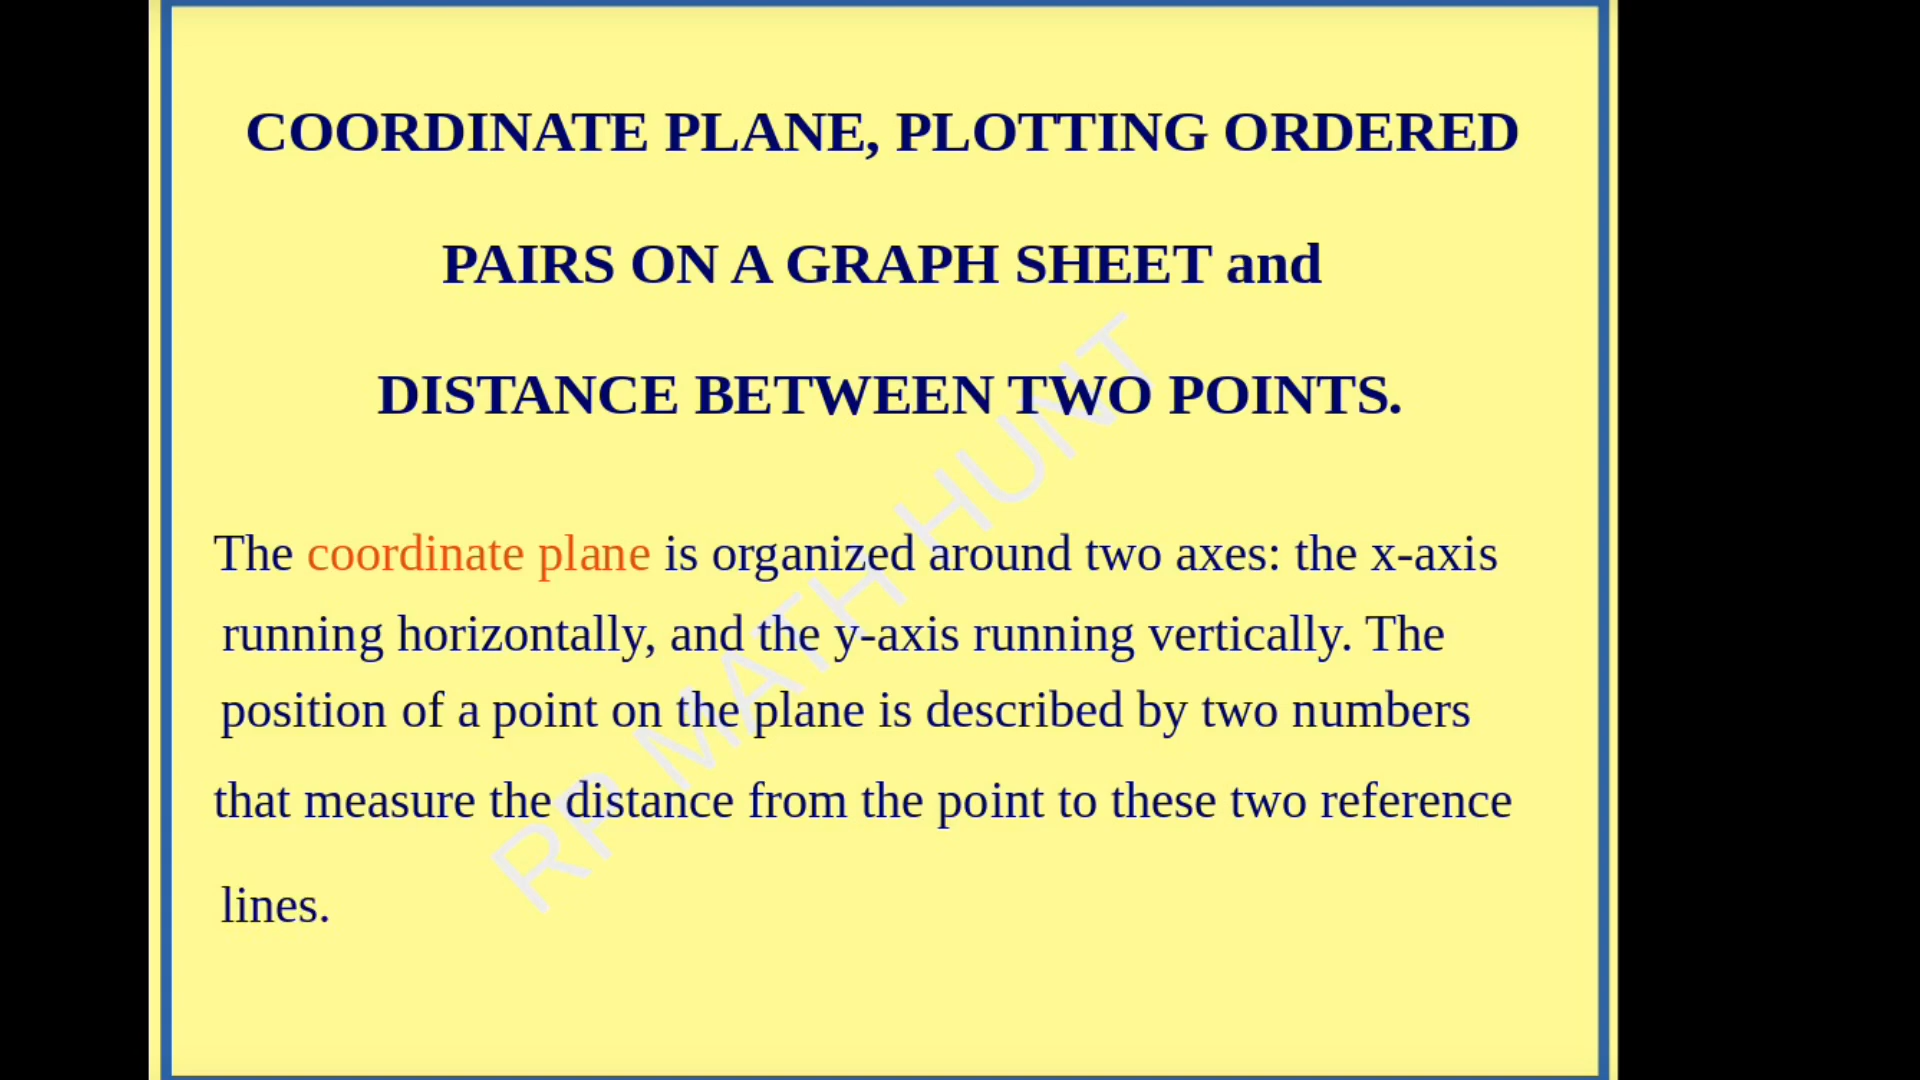 COORDINATE PLANE, PLOTTING ORDERED
PAIRS ON A GRAPH SHEET and
DISTANCE BETWEEN TWO POINTS.
The coordinate plane is organized around two axes: the x-axis
running horizontally, and the y-axis running vertically. The
position of a point on the plane is described by two numbers
that measure the distance from the point to these two reference
lines.
RP MATH HUNT